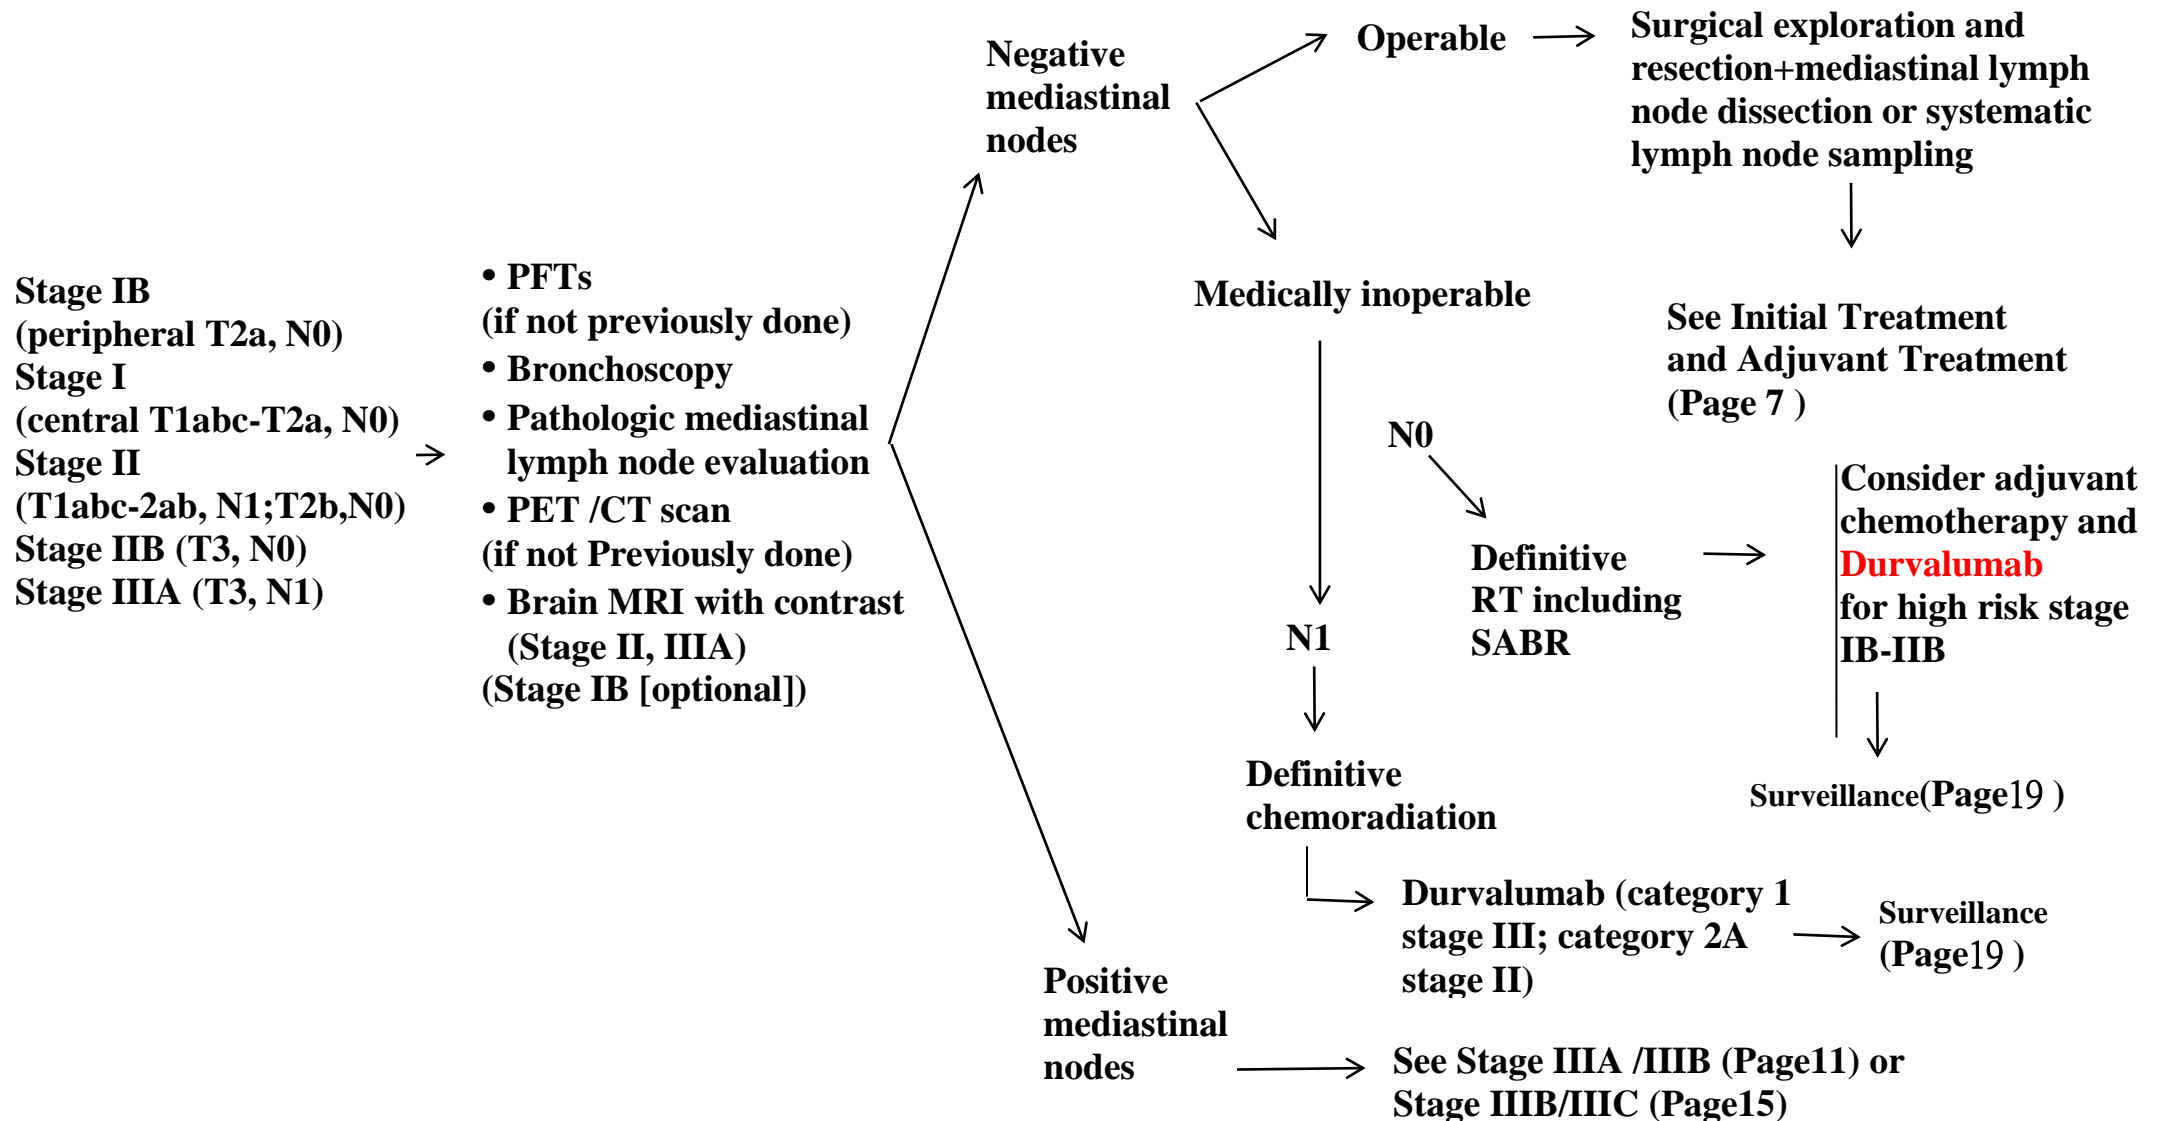 Stage IB
(peripheral T2a, N0)
Stage I
(central T1abc-T2a, N0)
Stage II
(T1abc-2ab, N1;T2b,N0)
Stage IIB (T3, N0)
Stage IIIA (T3, N1)
• PFTs
(if not previously done)
• Bronchoscopy
• Pathologic mediastinal
lymph node evaluation
• PET /CT scan
(if not Previously done)
• Brain MRI with contrast
(Stage II, IIIA)
(Stage IB [optional])
Negative
mediastinal
nodes
Operable
Surgical exploration and
resection+mediastinal lymph
node dissection or systematic
lymph node sampling
See Initial Treatment
and Adjuvant Treatment
(Page 7 )
Medically inoperable
N0
Definitive
RT including
SABR
Consider adjuvant
chemotherapy and
Durvalumab
for high risk stage
IB-IIB
Surveillance(Page19 )
N1
Definitive
chemoradiation
Durvalumab (category 1
stage III; category 2A
stage II)
Surveillance
(Page19 )
Positive
mediastinal
nodes
See Stage IIIA /IIIB (Page11) or
Stage IIIB/IIIC (Page15)